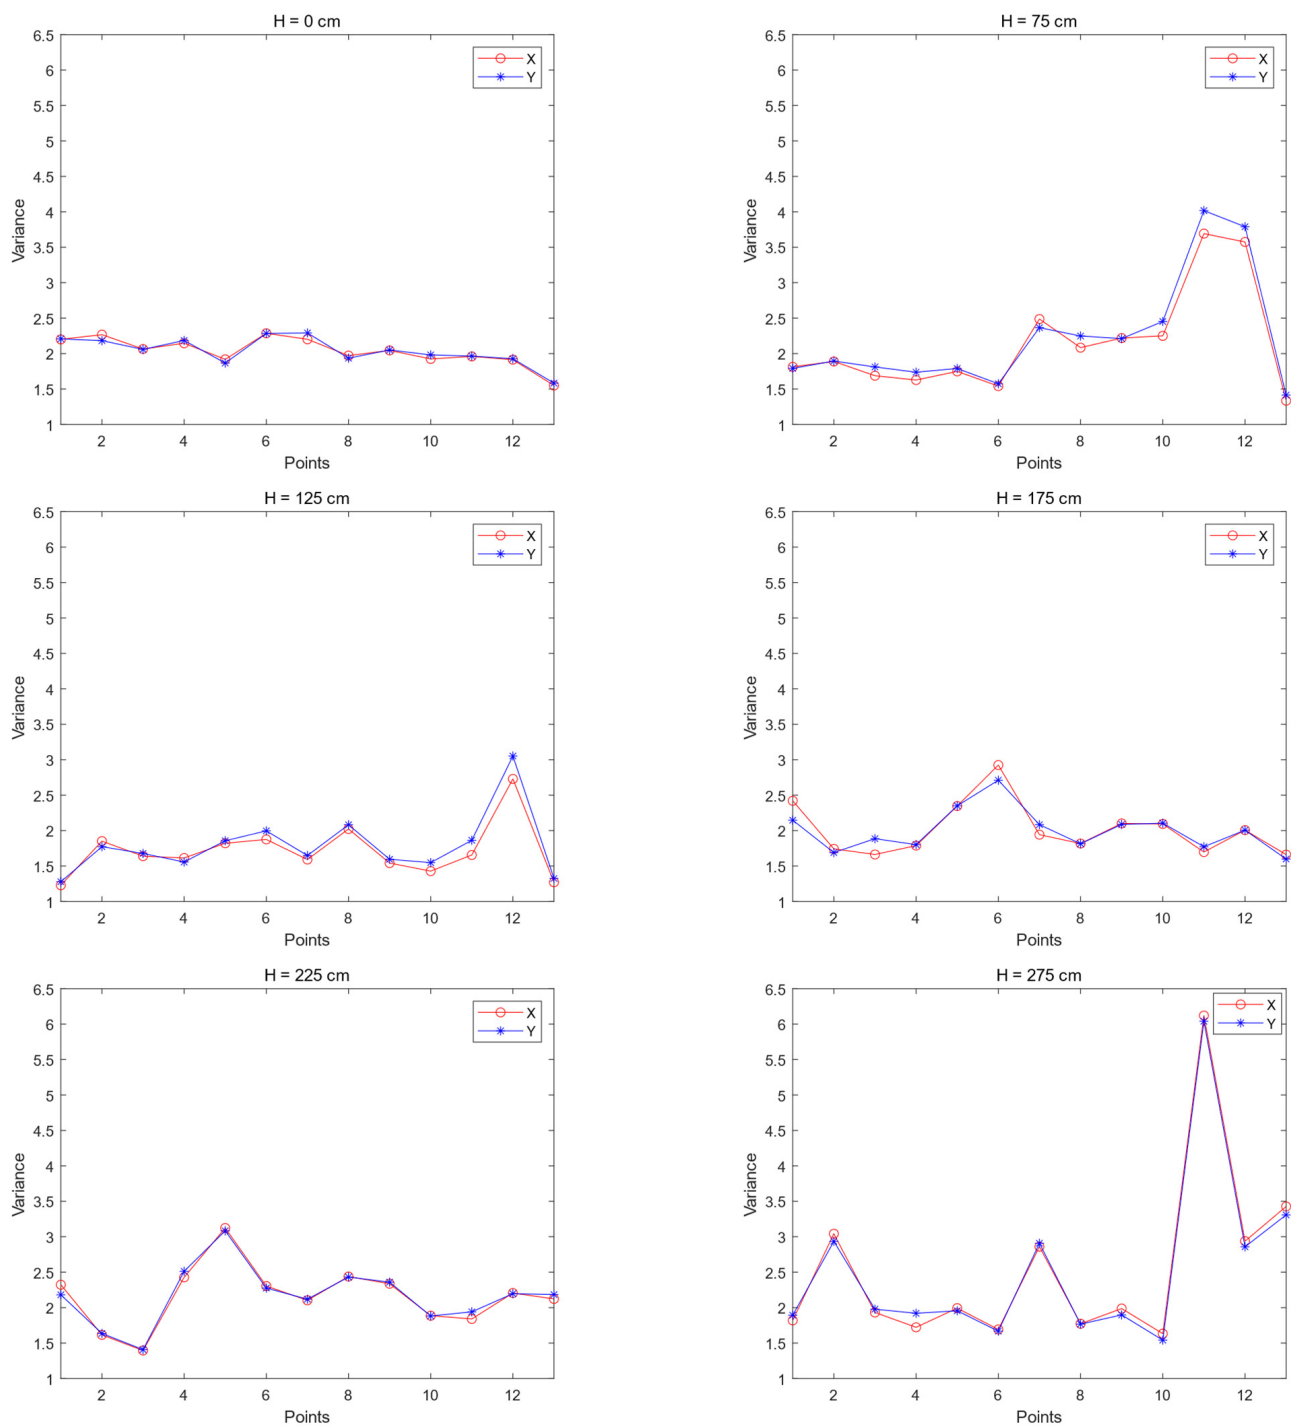 H = 0 cm
6.5
6
5.5
5
4.5
4
3.5
3
2.5
2
1.5
1
Variance
X
Y
2 4 6 8 10 12
Points
H = 75 cm
6.5
6
5.5
5
4.5
4
3.5
3
2.5
2
1.5
1
Variance
X
Y
2 4 6 8 10 12
Points
H = 125 cm
6.5
6
5.5
5
4.5
4
3.5
3
2.5
2
1.5
1
Variance
X
Y
2 4 6 8 10 12
Points
H = 175 cm
6.5
6
5.5
5
4.5
4
3.5
3
2.5
2
1.5
1
Variance
X
Y
2 4 6 8 10 12
Points
H = 225 cm
6.5
6
5.5
5
4.5
4
3.5
3
2.5
2
1.5
1
Variance
X
Y
2 4 6 8 10 12
Points
H = 275 cm
6.5
6
5.5
5
4.5
4
3.5
3
2.5
2
1.5
1
Variance
X
Y
2 4 6 8 10 12
Points